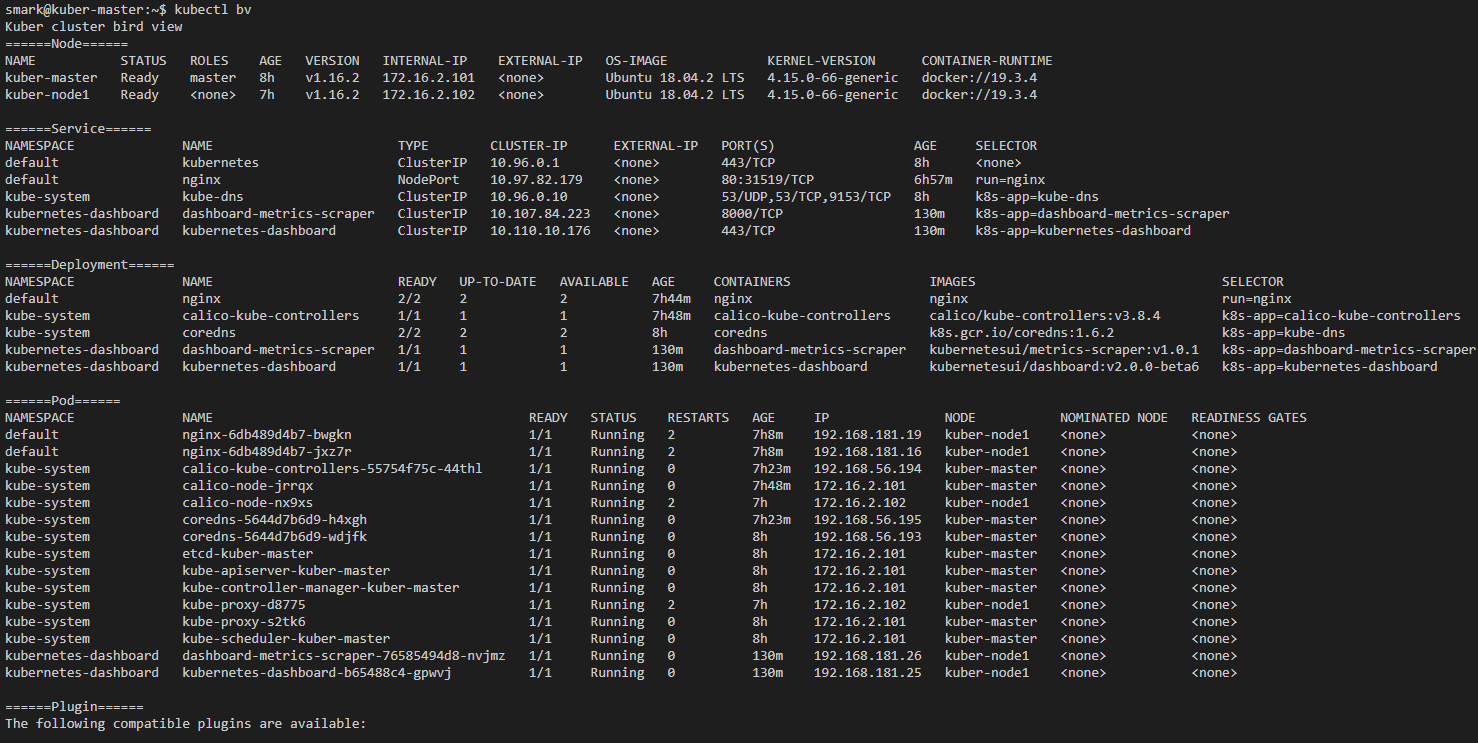 smark@kuber-master:~$ kubectl bv
Kuber cluster bird view
======Node======
NAME STATUS ROLES AGE VERSION INTERNAL-IP EXTERNAL-IP OS-IMAGE KERNEL-VERSION CONTAINER-RUNTIME
kuber-master Ready master 8h v1.16.2 172.16.2.101 <none> Ubuntu 18.04.2 LTS 4.15.0-66-generic docker://19.3.4
kuber-node1 Ready <none> 7h v1.16.2 172.16.2.102 <none> Ubuntu 18.04.2 LTS 4.15.0-66-generic docker://19.3.4
======Service======
NAMESPACE NAME TYPE CLUSTER-IP EXTERNAL-IP PORT(S) AGE SELECTOR
default kubernetes ClusterIP 10.96.0.1 <none> 443/TCP 8h <none>
default nginx NodePort 10.97.82.179 <none> 80:31519/TCP 6h57m run=nginx
kube-system kube-dns ClusterIP 10.96.0.10 <none> 53/UDP,53/TCP,9153/TCP 8h k8s-app=kube-dns
kubernetes-dashboard dashboard-metrics-scraper ClusterIP 10.107.84.223 <none> 8000/TCP 130m k8s-app=dashboard-metrics-scraper
kubernetes-dashboard kubernetes-dashboard ClusterIP 10.110.10.176 <none> 443/TCP 130m k8s-app=kubernetes-dashboard
======Deployment======
NAMESPACE NAME READY UP-TO-DATE AVAILABLE AGE CONTAINERS IMAGES SELECTOR
default nginx 2/2 2 2 7h44m nginx nginx run=nginx
kube-system calico-kube-controllers 1/1 1 1 7h48m calico-kube-controllers calico/kube-controllers:v3.8.4 k8s-app=calico-kube-controllers
kube-system coredns 2/2 2 2 8h coredns k8s.gcr.io/coredns:1.6.2 k8s-app=kube-dns
kubernetes-dashboard dashboard-metrics-scraper 1/1 1 1 130m dashboard-metrics-scraper kubernetesui/metrics-scraper:v1.0.1 k8s-app=dashboard-metrics-scraper
kubernetes-dashboard kubernetes-dashboard 1/1 1 1 130m kubernetes-dashboard kubernetesui/dashboard:v2.0.0-beta6 k8s-app=kubernetes-dashboard
======Pod======
NAMESPACE NAME READY STATUS RESTARTS AGE IP NODE NOMINATED NODE READINESS GATES
default nginx-6db489d4b7-bwgkn 1/1 Running 2 7h8m 192.168.181.19 kuber-node1 <none> <none>
default nginx-6db489d4b7-jxz7r 1/1 Running 2 7h8m 192.168.181.16 kuber-node1 <none> <none>
kube-system calico-kube-controllers-55754f75c-44thl 1/1 Running 0 7h23m 192.168.56.194 kuber-master <none> <none>
kube-system calico-node-jrrqx 1/1 Running 0 7h48m 172.16.2.101 kuber-master <none> <none>
kube-system calico-node-nx9xs 1/1 Running 2 7h 172.16.2.102 kuber-node1 <none> <none>
kube-system coredns-5644d7b6d9-h4xgh 1/1 Running 0 7h23m 192.168.56.195 kuber-master <none> <none>
kube-system coredns-5644d7b6d9-wdjfk 1/1 Running 0 8h 192.168.56.193 kuber-master <none> <none>
kube-system etcd-kuber-master 1/1 Running 0 8h 172.16.2.101 kuber-master <none> <none>
kube-system kube-apiserver-kuber-master 1/1 Running 0 8h 172.16.2.101 kuber-master <none> <none>
kube-system kube-controller-manager-kuber-master 1/1 Running 0 8h 172.16.2.101 kuber-master <none> <none>
kube-system kube-proxy-d8775 1/1 Running 2 7h 172.16.2.102 kuber-node1 <none> <none>
kube-system kube-proxy-s2tk6 1/1 Running 0 8h 172.16.2.101 kuber-master <none> <none>
kube-system kube-scheduler-kuber-master 1/1 Running 0 8h 172.16.2.101 kuber-master <none> <none>
kubernetes-dashboard dashboard-metrics-scraper-76585494d8-nvjmz 1/1 Running 0 130m 192.168.181.26 kuber-node1 <none> <none>
kubernetes-dashboard kubernetes-dashboard-b65488c4-gpwvj 1/1 Running 0 130m 192.168.181.25 kuber-node1 <none> <none>
======Plugin======
The following compatible plugins are available: